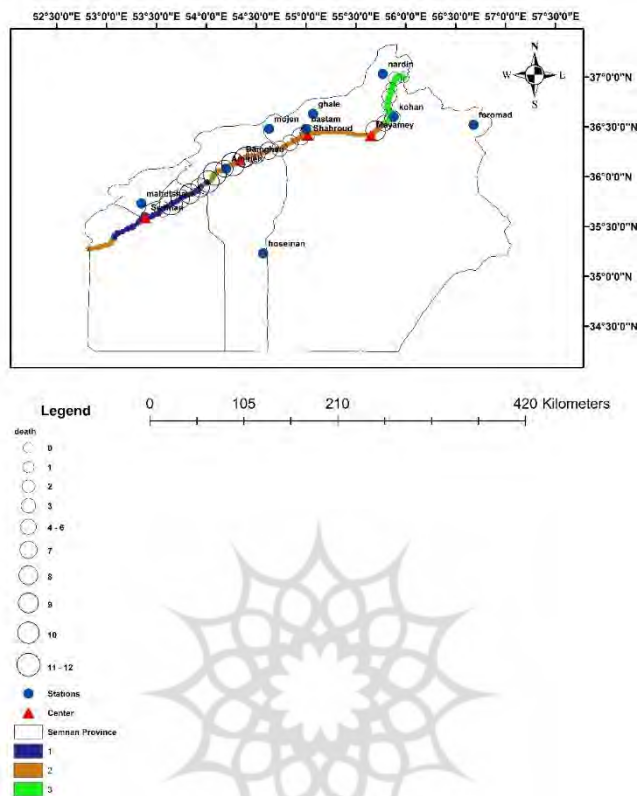 52°30'0"E 53°0'0"E 53°30'0"E 54°0'0"E 54°30'0"E 55°0'0"E 55°30'0"E 56°0'0"E 56°30'0"E 57°0'0"E 57°30'0"E
N
W
S
nardin
37°0'0"N
ghale
kohan
mojen
bastam
foromad
Shahroud
Mayamey
36°30'0"N
Damghan
36°0'0"N
Semnan
35°30'0"N
hoseinan
35°0'0"N
34°30'0"N
Legend
0 105 210 420 Kilometers
death
0
1
2
3
4 - 6
7
8
9
10
11 - 12
Stations
Center
Semnan Province
1
2
3